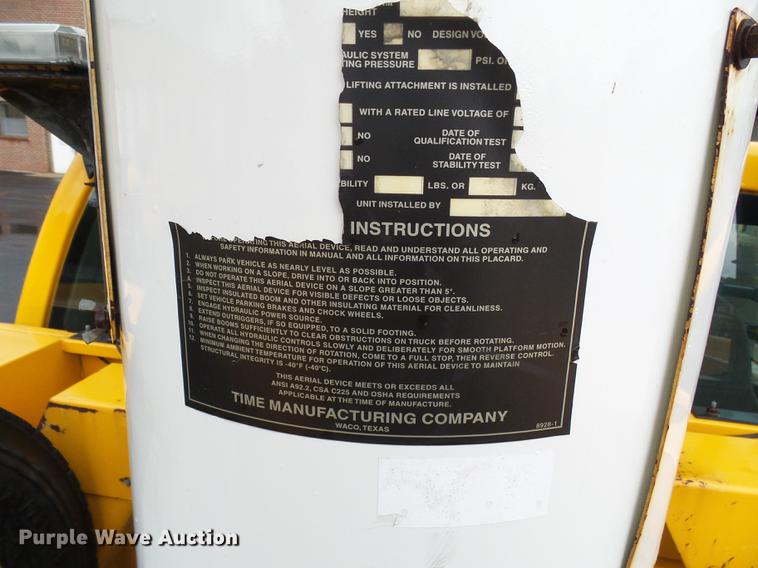 HEIGHT
YES NO DESIGN VO
AULIC SYSTEM
TING PRESSURE PSI. O
LIFTING ATTACHMENT IS INSTALLED
WITH A RATED LINE VOLTAGE OF
NO DATE OF
QUALIFICATION TEST
NO DATE OF
STABILITY TEST
BILITY LBS. OR KG.
UNIT INSTALLED BY
INSTRUCTIONS
OPERATING THIS AERIAL DEVICE, READ AND UNDERSTAND ALL OPERATING AND
SAFETY INFORMATION IN MANUAL AND ALL INFORMATION ON THIS PLACARD.
1. ALWAYS PARK VEHICLE AS NEARLY LEVEL AS POSSIBLE.
2. WHEN WORKING ON A SLOPE, DRIVE INTO OR BACK INTO POSITION.
3. DO NOT OPERATE THIS AERIAL DEVICE ON A SLOPE GREATER THAN 5°.
4. INSPECT THIS AERIAL DEVICE FOR VISIBLE DEFECTS OR LOOSE OBJECTS.
5. INSPECT INSULATED BOOM AND OTHER INSULATING MATERIAL FOR CLEANLINESS.
6. SET VEHICLE PARKING BRAKES AND CHOCK WHEELS.
7. ENGAGE HYDRAULIC POWER SOURCE.
8. EXTEND OUTRIGGERS, IF SO EQUIPPED, TO A SOLID FOOTING.
9. RAISE BOOMS SUFFICIENTLY TO CLEAR OBSTRUCTIONS ON TRUCK BEFORE ROTATING.
10. OPERATE ALL HYDRAULIC CONTROLS SLOWLY AND DELIBERATELY FOR SMOOTH PLATFORM MOTION.
11. WHEN CHANGING THE DIRECTION OF ROTATION, COME TO A FULL STOP, THEN REVERSE CONTROL.
12. MINIMUM AMBIENT TEMPERATURE FOR OPERATION OF THIS AERIAL DEVICE TO MAINTAIN
STRUCTURAL INTEGRITY IS -40°F (-40°C).
THIS AERIAL DEVICE MEETS OR EXCEEDS ALL
ANSI A92.2, CSA C225 AND OSHA REQUIREMENTS
APPLICABLE AT THE TIME OF MANUFACTURE.
TIME MANUFACTURING COMPANY
WACO, TEXAS
8928-1
Purple Wave Auction